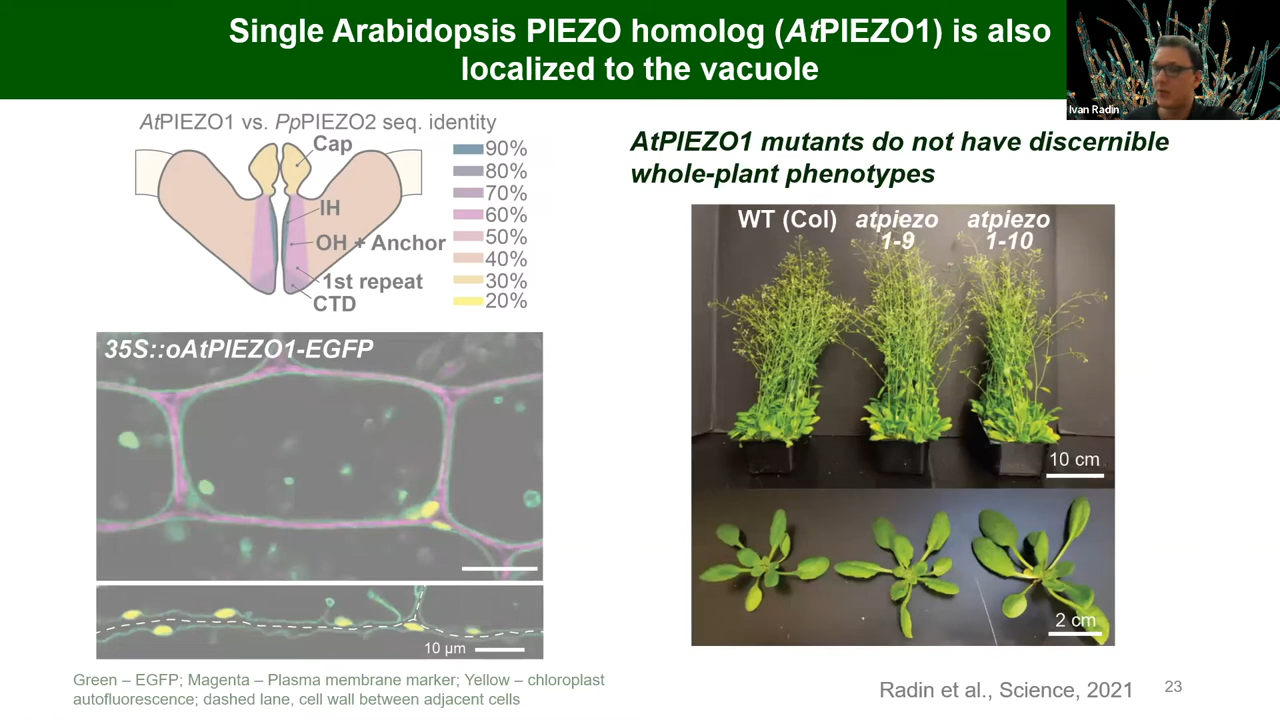 Single Arabidopsis PIEZO homolog (AtPIEZO1) is also
localized to the vacuole
Ivan Radin
AtPIEZO1 vs. PpPIEZO2 seq. identity
Cap
IH
OH + Anchor
1st repeat
CTD
90%
80%
70%
60%
50%
40%
30%
20%
35S::oAtPIEZO1-EGFP
10 µm
Green – EGFP; Magenta – Plasma membrane marker; Yellow – chloroplast
autofluorescence; dashed lane, cell wall between adjacent cells
AtPIEZO1 mutants do not have discernible
whole-plant phenotypes
WT (Col)
atpiezo
1-9
atpiezo
1-10
10 cm
2 cm
Radin et al., Science, 2021
23